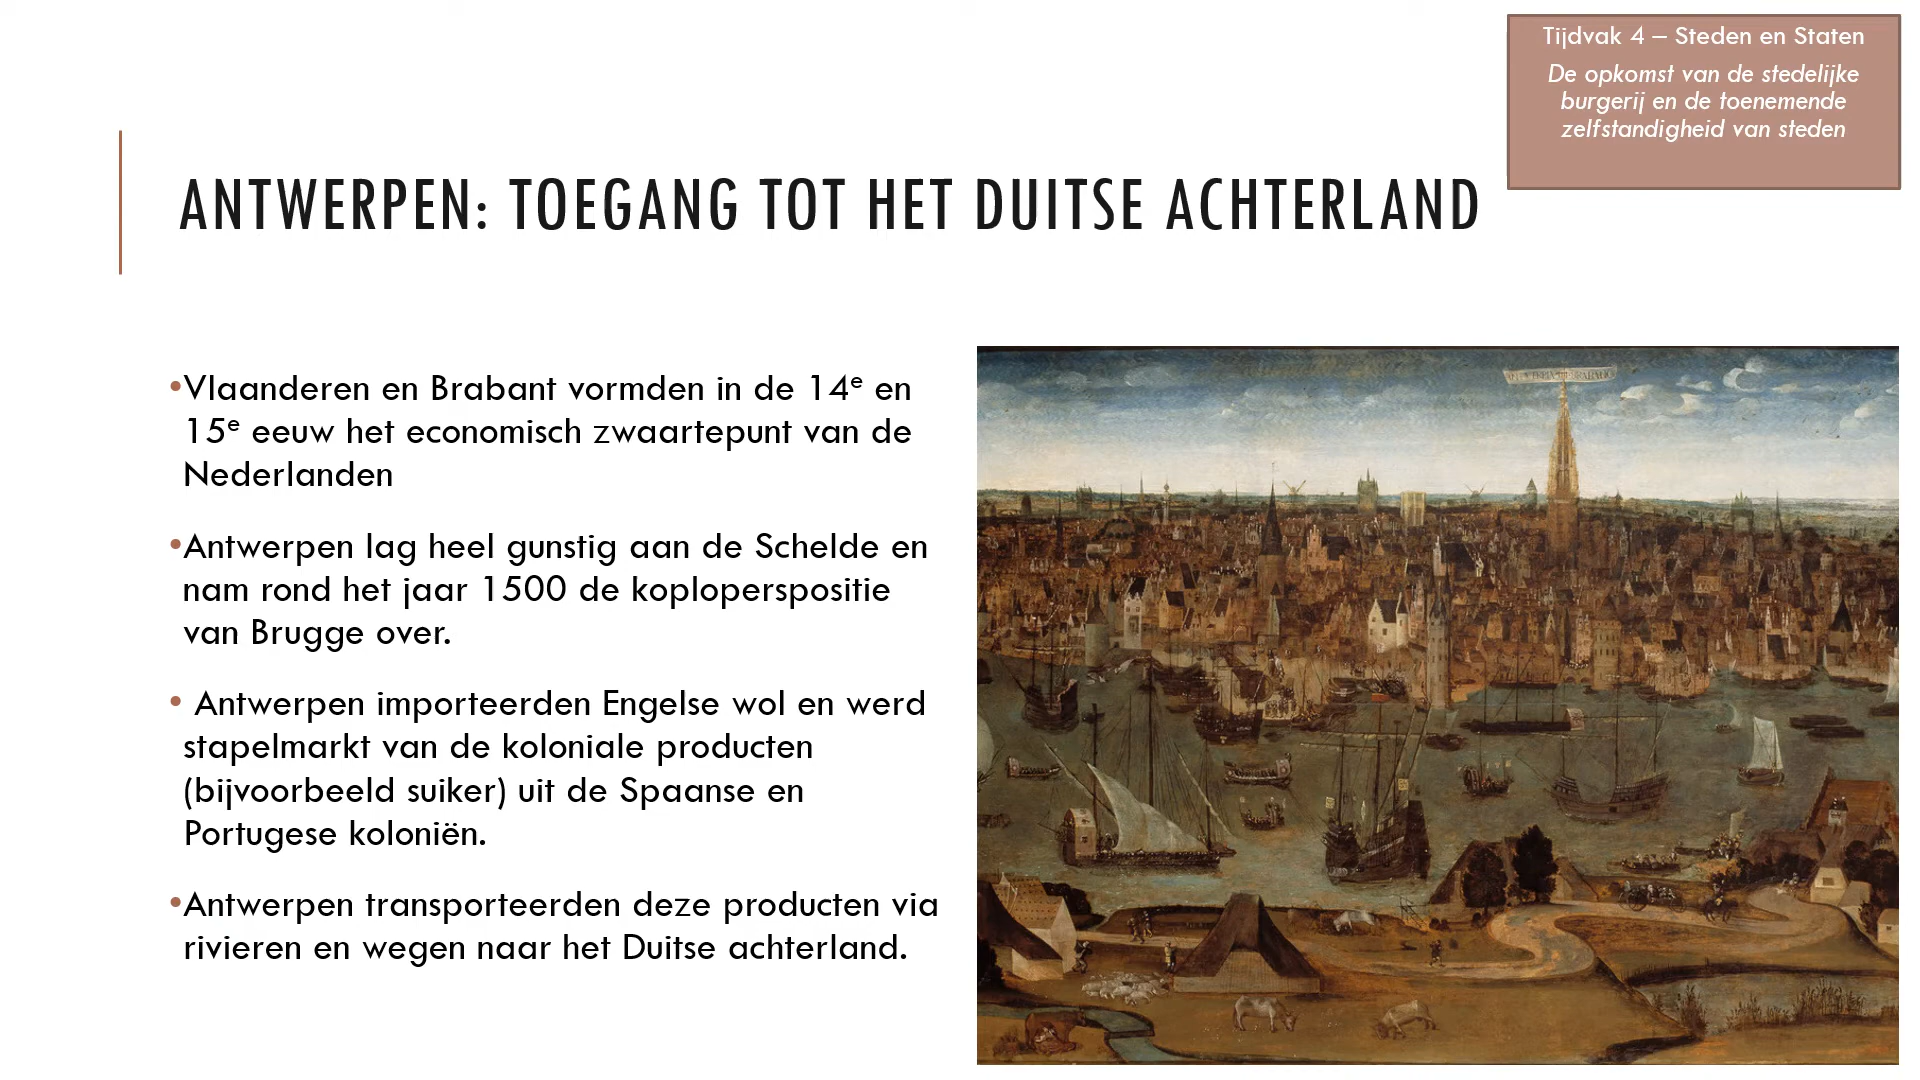 Tijdvak 4 – Steden en Staten
De opkomst van de stedelijke
burgerij en de toenemende
zelfstandigheid van steden
ANTWERPEN: TOEGANG TOT HET DUITSE ACHTERLAND
•Vlaanderen en Brabant vormden in de 14ᵉ en
15ᵉ eeuw het economisch zwaartepunt van de
Nederlanden
•Antwerpen lag heel gunstig aan de Schelde en
nam rond het jaar 1500 de koploperspositie
van Brugge over.
• Antwerpen importeerden Engelse wol en werd
stapelmarkt van de koloniale producten
(bijvoorbeeld suiker) uit de Spaanse en
Portugese koloniën.
•Antwerpen transporteerden deze producten via
rivieren en wegen naar het Duitse achterland.